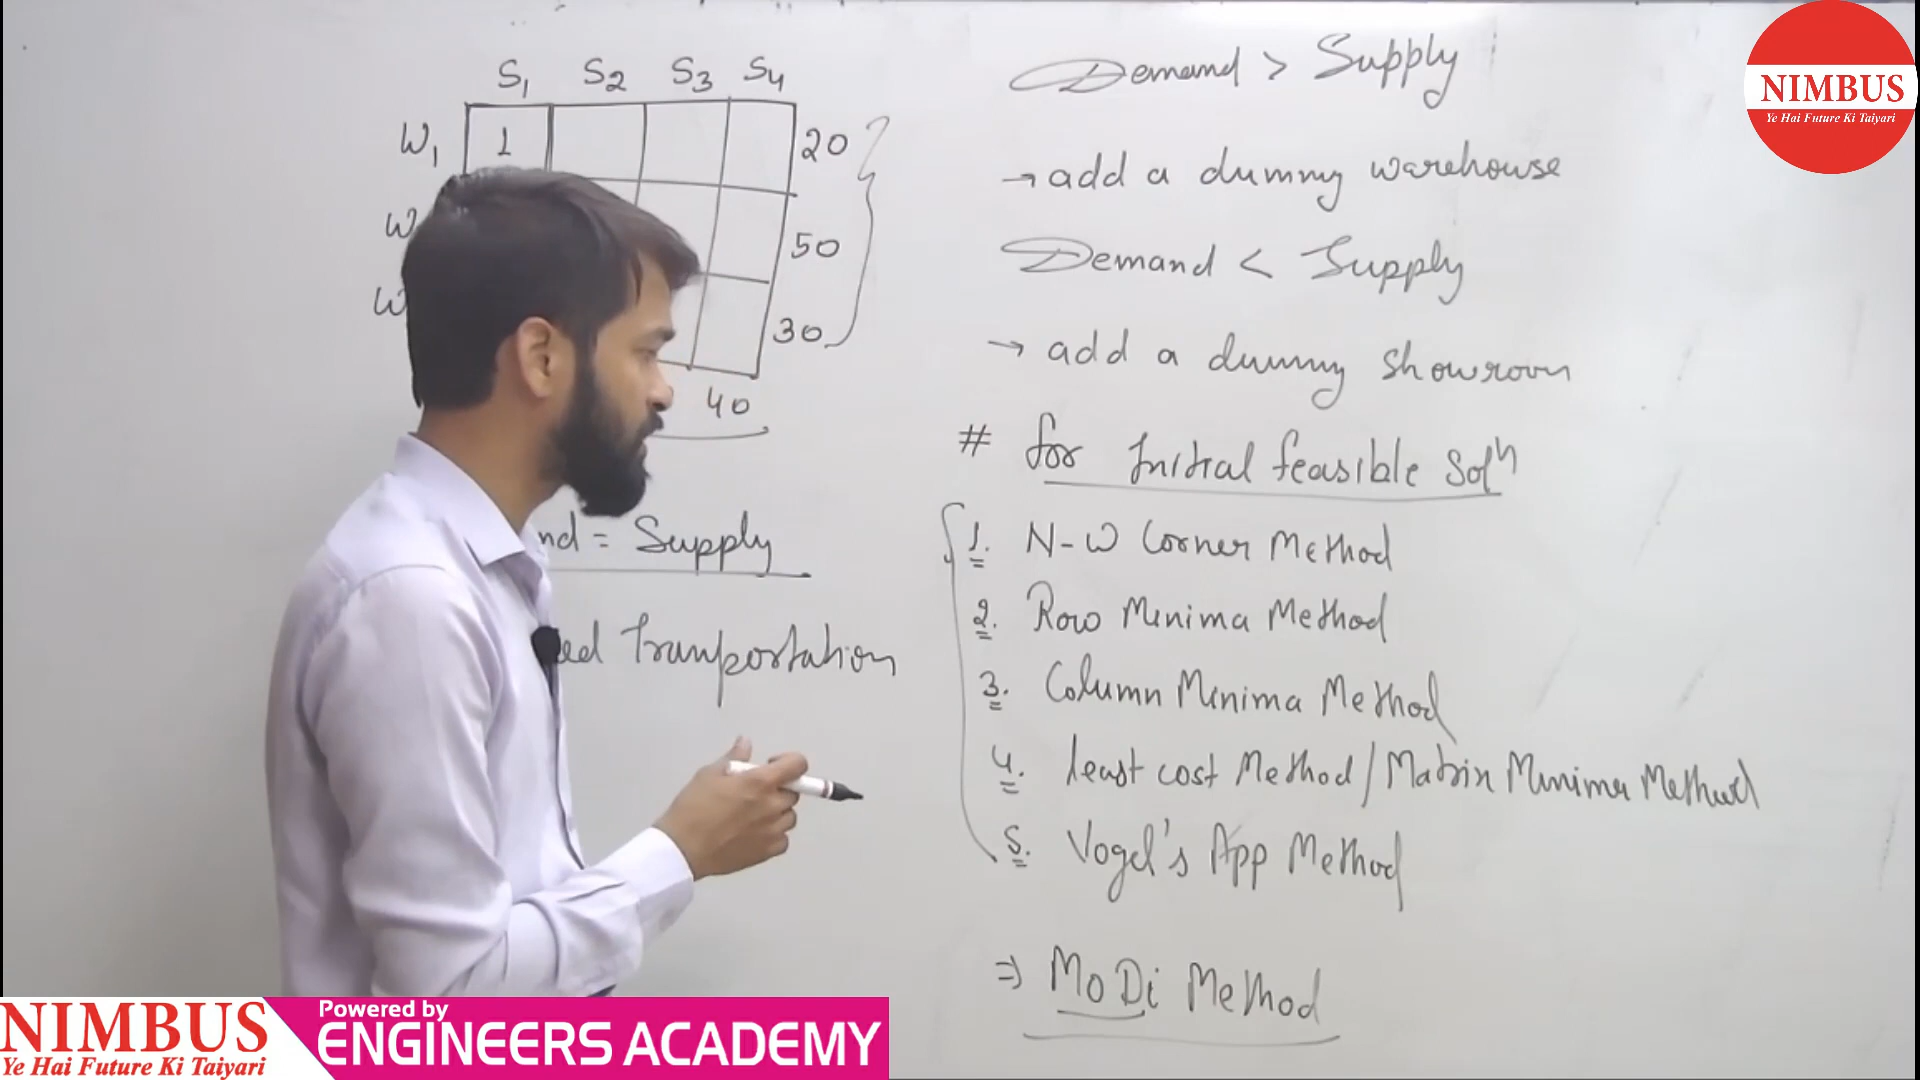 S1 S2 S3 S4
W1 1 20
W 50
W 30
40
nd = Supply
ed Tranportation
Demand > Supply
→ add a dummy warehouse
Demand < Supply
→ add a dummy showroom
# for Initial feasible Solⁿ
1. N-W Corner Method
2. Row Minima Method
3. Column Minima Method
4. least cost Method / Matrix Minima Method
5. Vogel's App Method
⇒ MoDi Method
NIMBUS
Ye Hai Future Ki Taiyari
NIMBUS
Ye Hai Future Ki Taiyari
Powered by
ENGINEERS ACADEMY